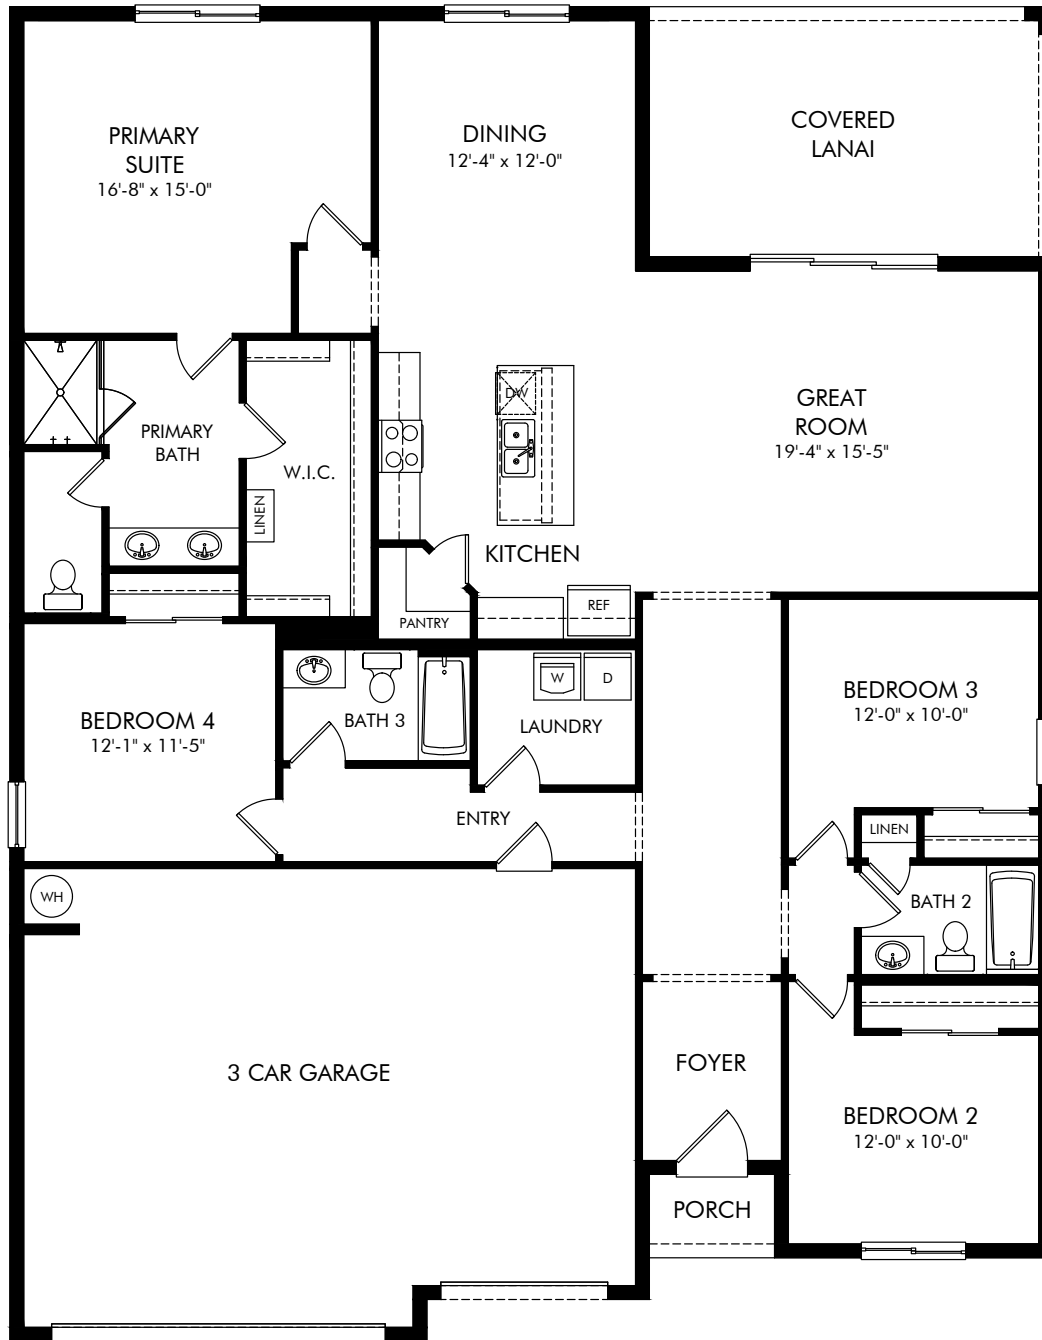 PRIMARY
SUITE
16'-8" x 15'-0"
DINING
12'-4" x 12'-0"
COVERED
LANAI
PRIMARY
BATH
W.I.C.
LINEN
DW
KITCHEN
GREAT
ROOM
19'-4" x 15'-5"
PANTRY
REF
BEDROOM 4
12'-1" x 11'-5"
BATH 3
W
D
LAUNDRY
BEDROOM 3
12'-0" x 10'-0"
ENTRY
LINEN
WH
BATH 2
3 CAR GARAGE
FOYER
BEDROOM 2
12'-0" x 10'-0"
PORCH